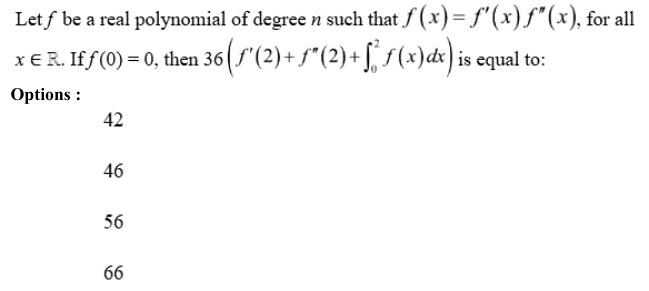 Let f be a real polynomial of degree n such that f(x) = f'(x) f"(x), for all
x ∈ ℝ. If f(0) = 0, then 36(f'(2) + f"(2) + ∫₀² f(x)dx) is equal to:
Options :
42
46
56
66